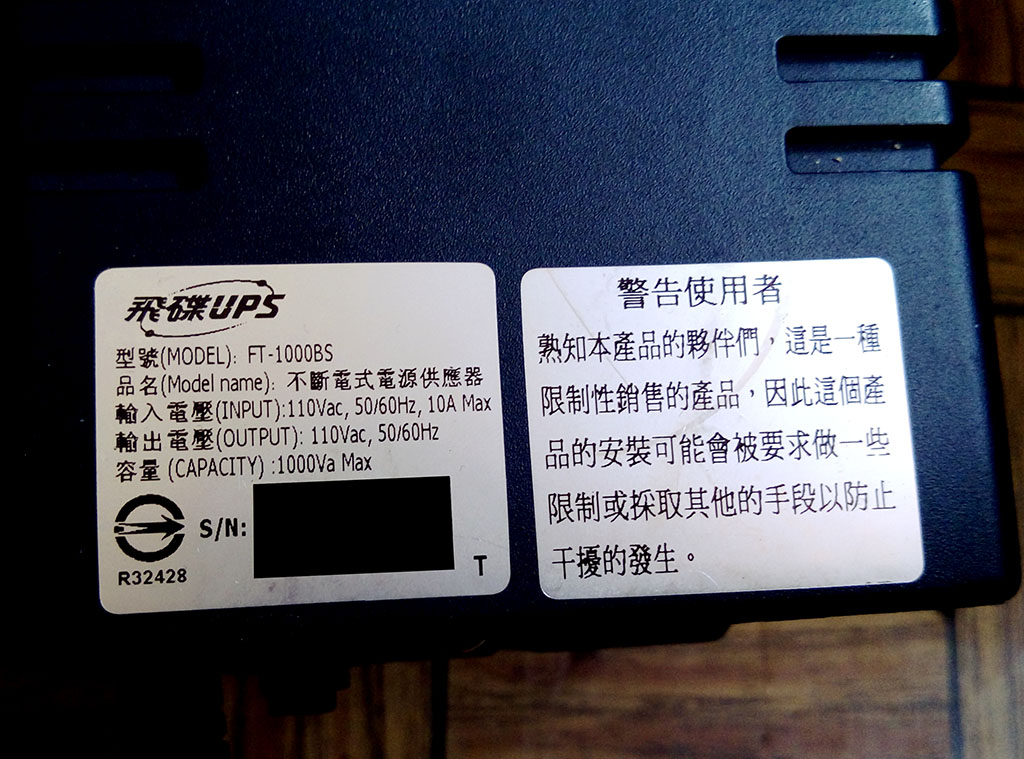 飛碟UPS
型號(MODEL): FT-1000BS
品名(Model name): 不斷電式電源供應器
輸入電壓(INPUT):110Vac, 50/60Hz, 10A Max
輸出電壓(OUTPUT): 110Vac, 50/60Hz
容量 (CAPACITY) :1000Va Max
S/N:
R32428
T
警告使用者
熟知本產品的夥伴們，這是一種
限制性銷售的產品，因此這個產
品的安裝可能會被要求做一些
限制或採取其他的手段以防止
干擾的發生。